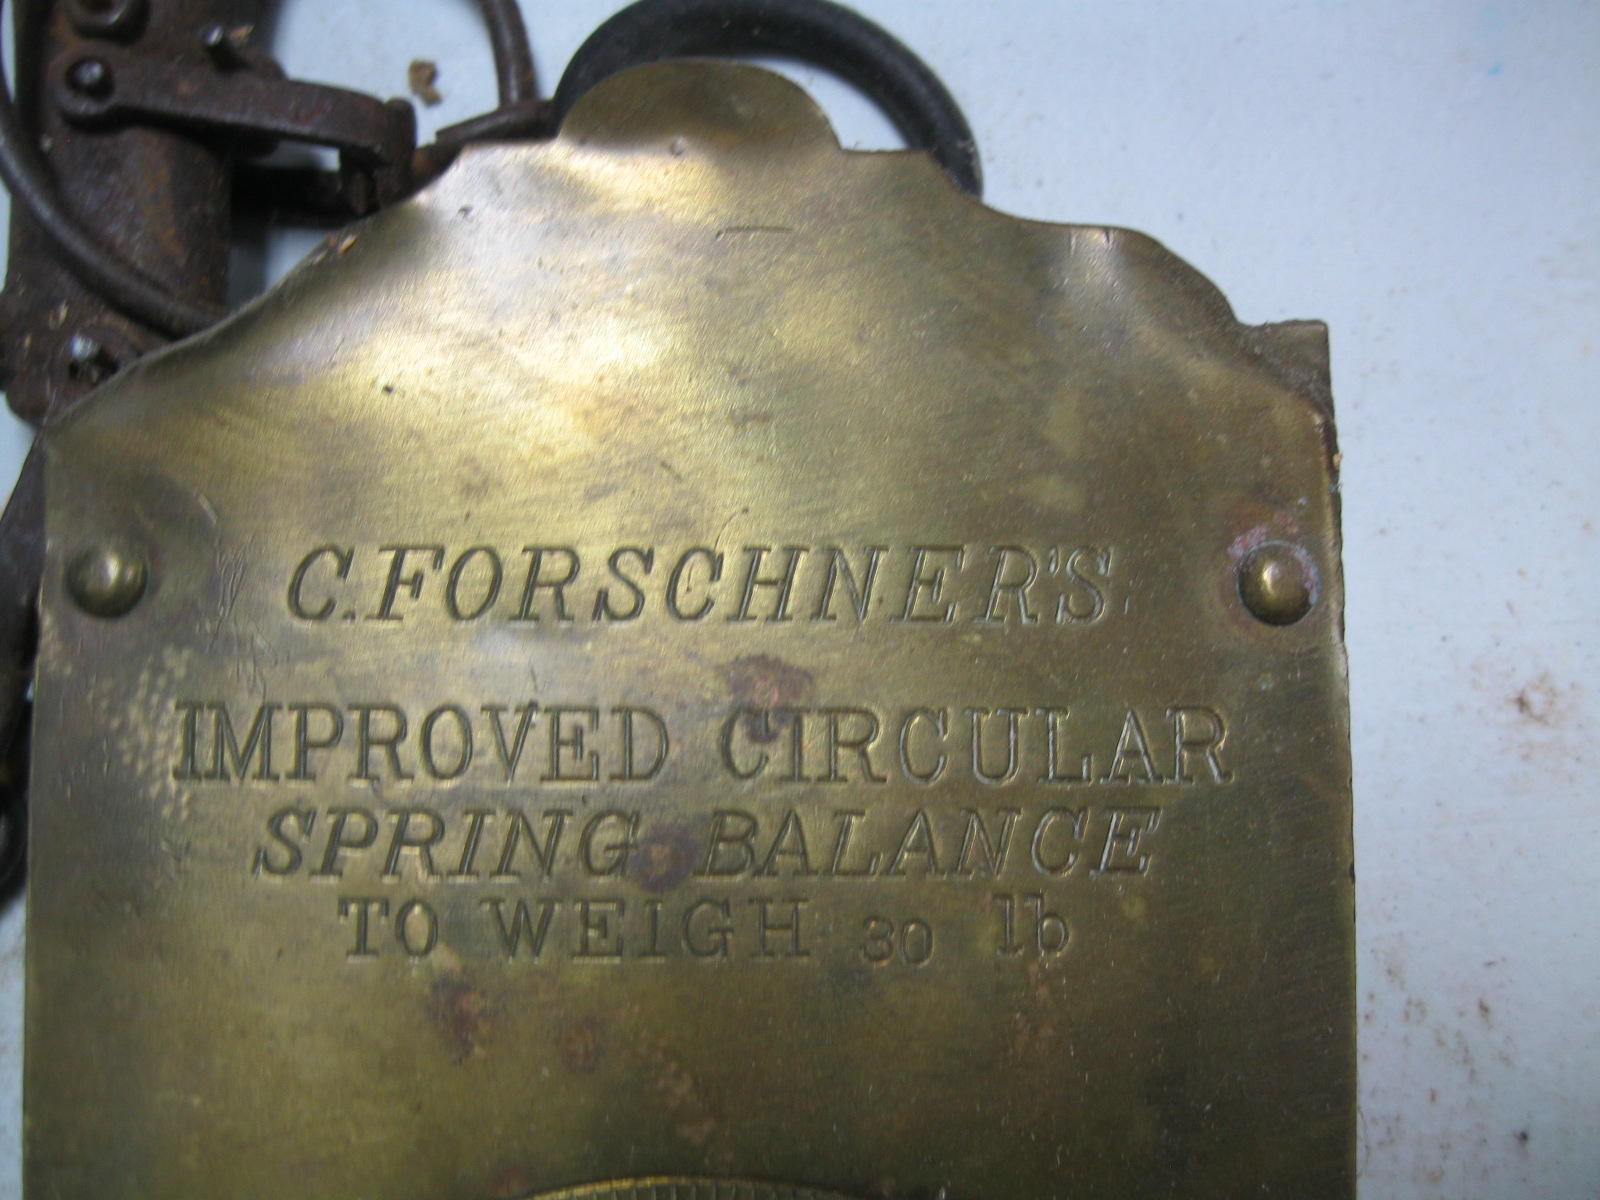 C. FORSCHNER'S
IMPROVED CIRCULAR
SPRING BALANCE
TO WEIGH 30 lb